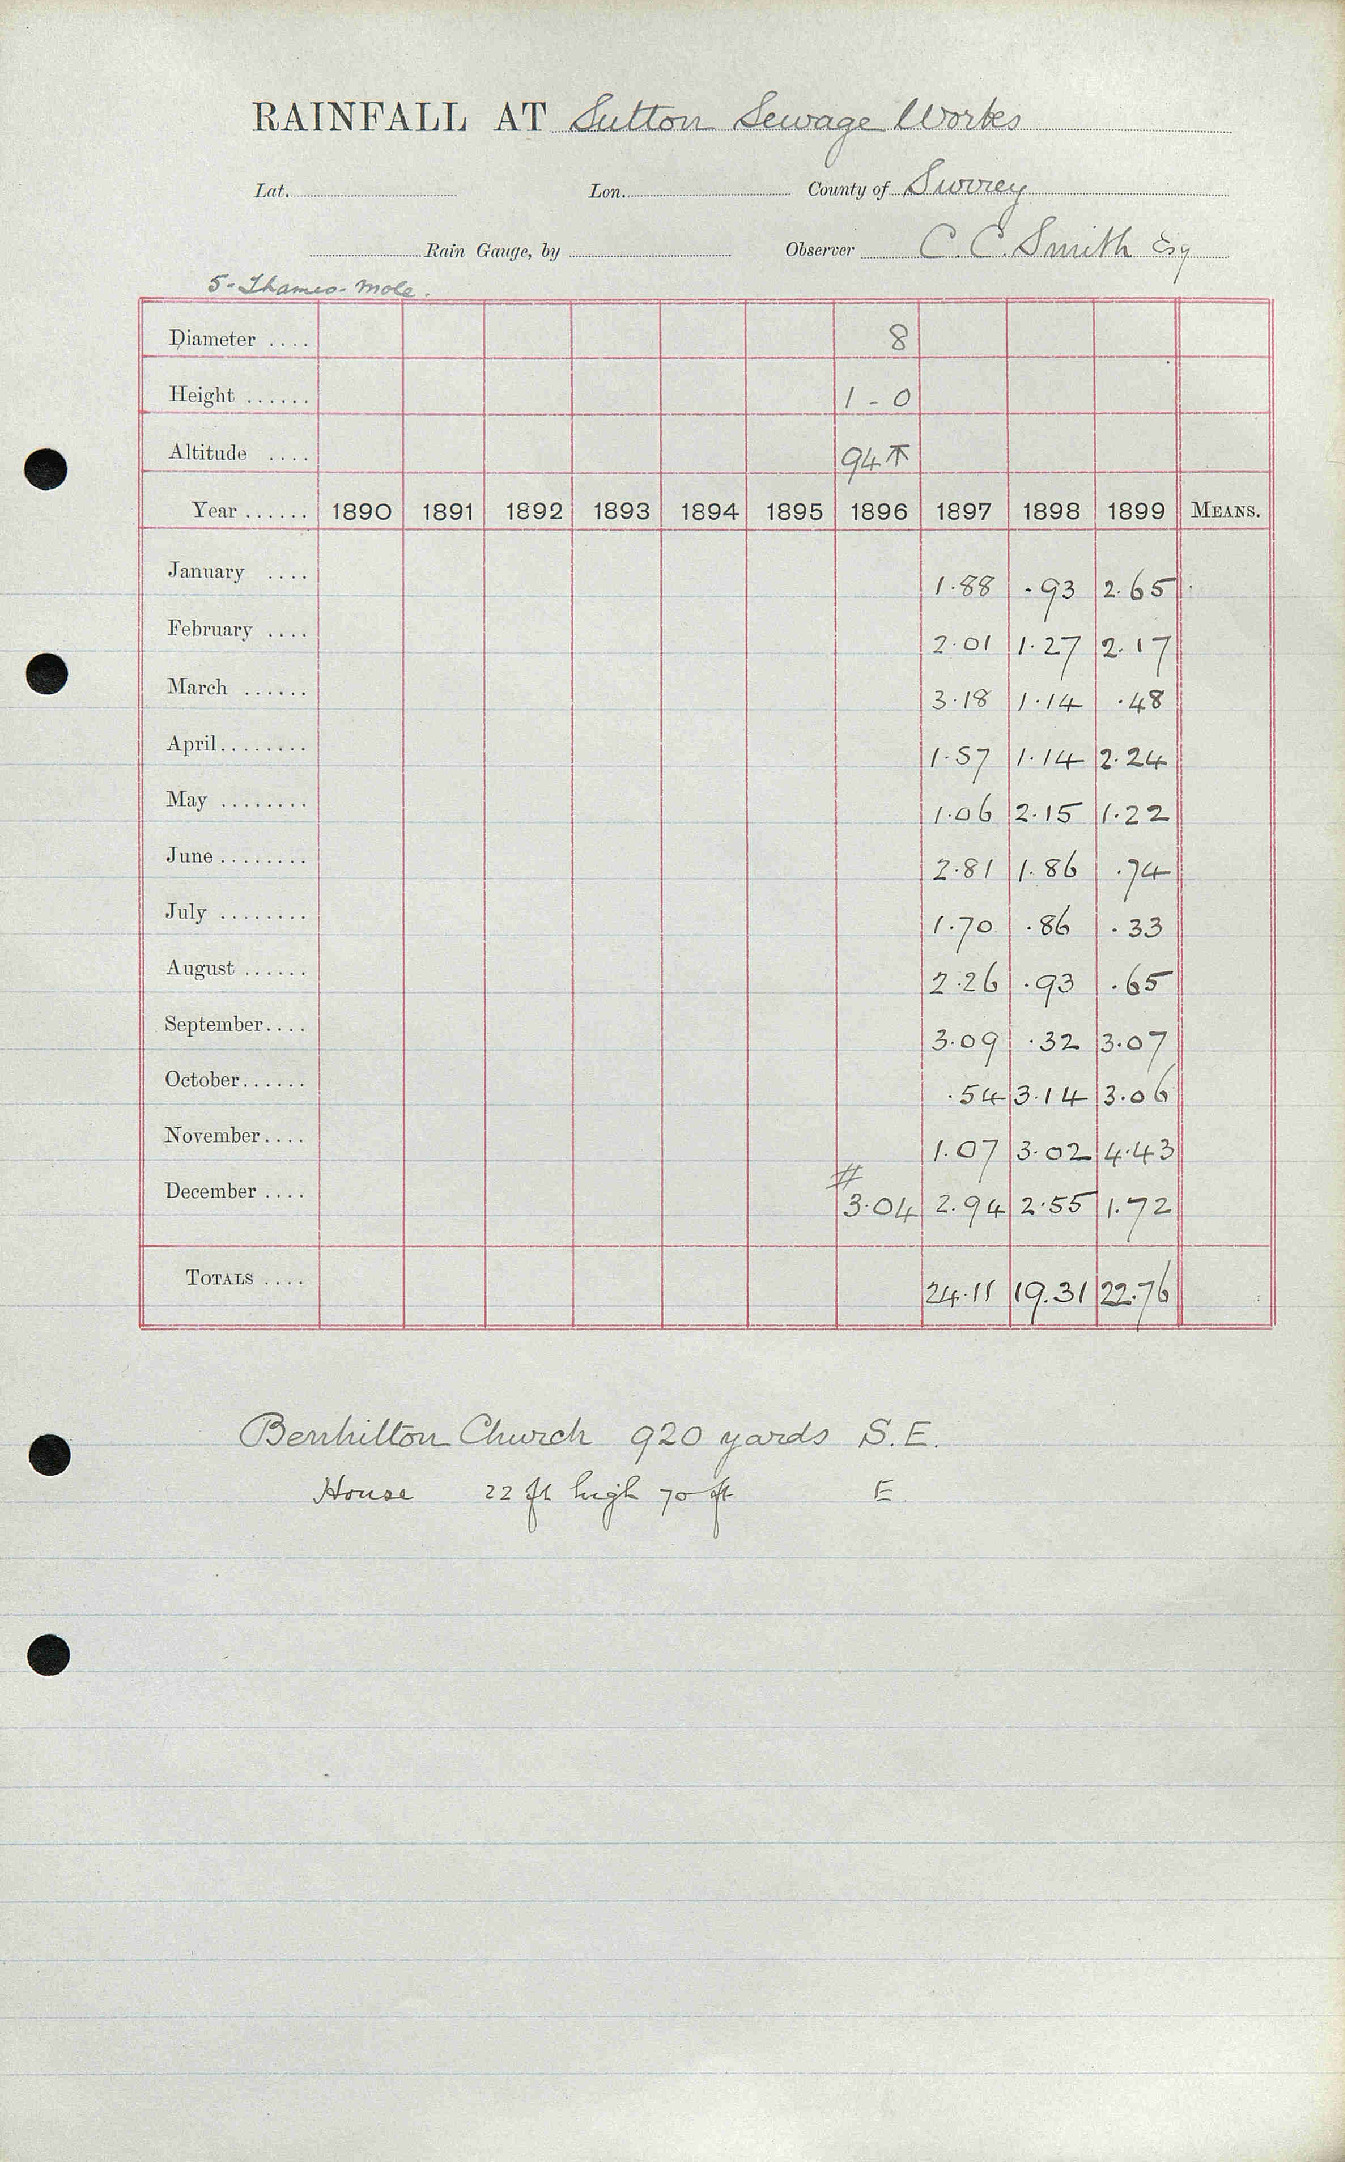 RAINFALL AT Sutton Sewage Works
Lat. Lon. County of Surrey
Rain Gauge, by Observer C. C. Smith Esq
5 - Thames - Mole.
Diameter .... 8
Height ...... 1 - 0
Altitude .... 94 ⊼
Year ...... 1890 1891 1892 1893 1894 1895 1896 1897 1898 1899 MEANS.
January .... 1.88 .93 2.65
February .... 2.01 1.27 2.17
March ...... 3.18 1.14 .48
April........ 1.57 1.14 2.24
May ........ 1.06 2.15 1.22
June ........ 2.81 1.86 .74
July ........ 1.70 .86 .33
August ...... 2.26 .93 .65
September.... 3.09 .32 3.07
October...... .54 3.14 3.06
November.... 1.07 3.02 4.43
#
December .... 3.04 2.94 2.55 1.72
TOTALS .... 24.11 19.31 22.76
Benhilton Church 920 yards S.E.
House 22 ft high 70 ft E